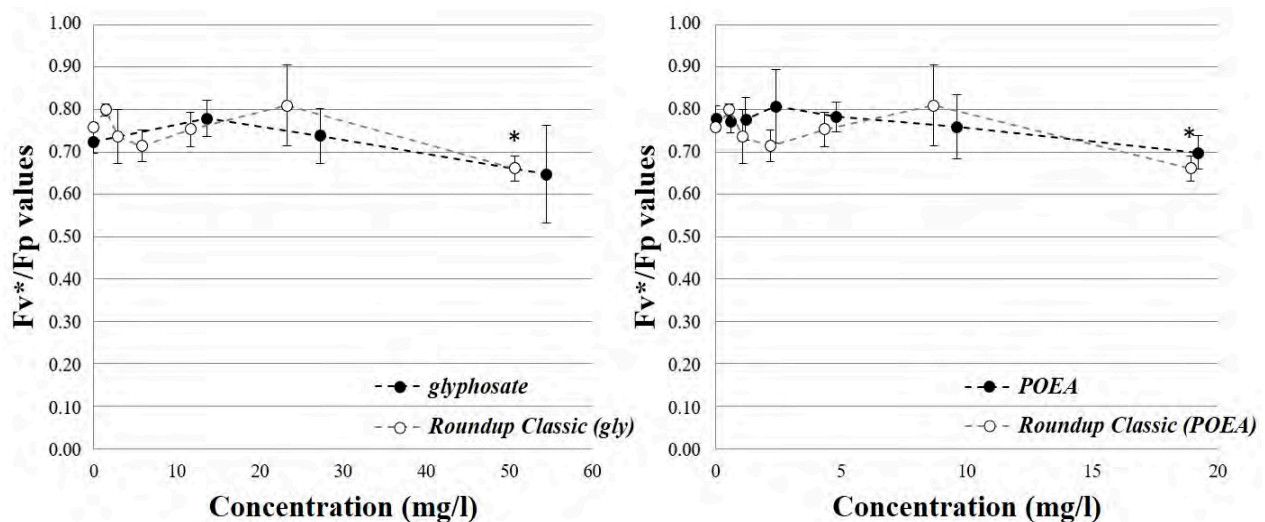 1.00
0.90
0.80
0.70
0.60
0.50
0.40
0.30
0.20
0.10
0.00
Fv*/Fp values
*
glyphosate
Roundup Classic (gly)
0 10 20 30 40 50 60
Concentration (mg/l)
1.00
0.90
0.80
0.70
0.60
0.50
0.40
0.30
0.20
0.10
0.00
Fv*/Fp values
*
POEA
Roundup Classic (POEA)
0 5 10 15 20
Concentration (mg/l)